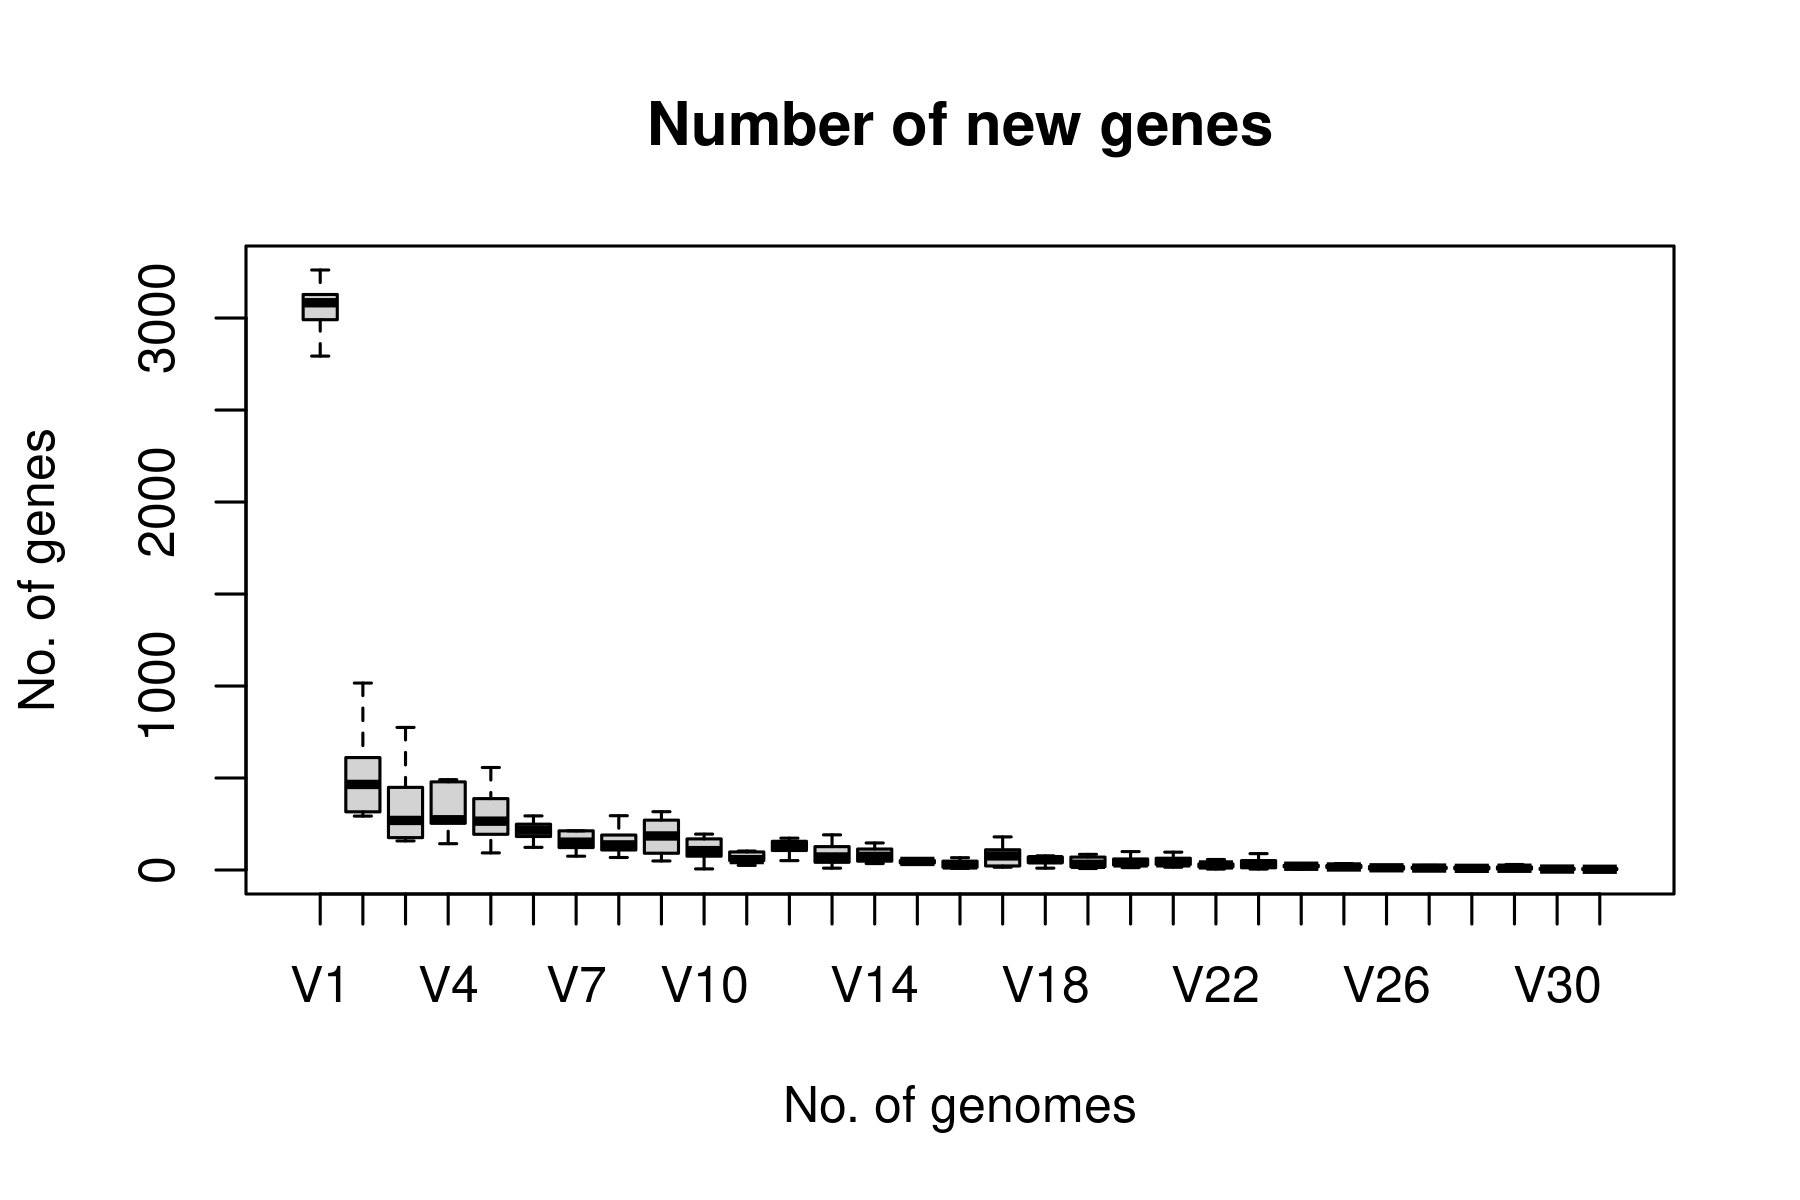 Number of new genes
No. of genes
3000
2000
1000
0
V1 V4 V7 V10 V14 V18 V22 V26 V30
No. of genomes